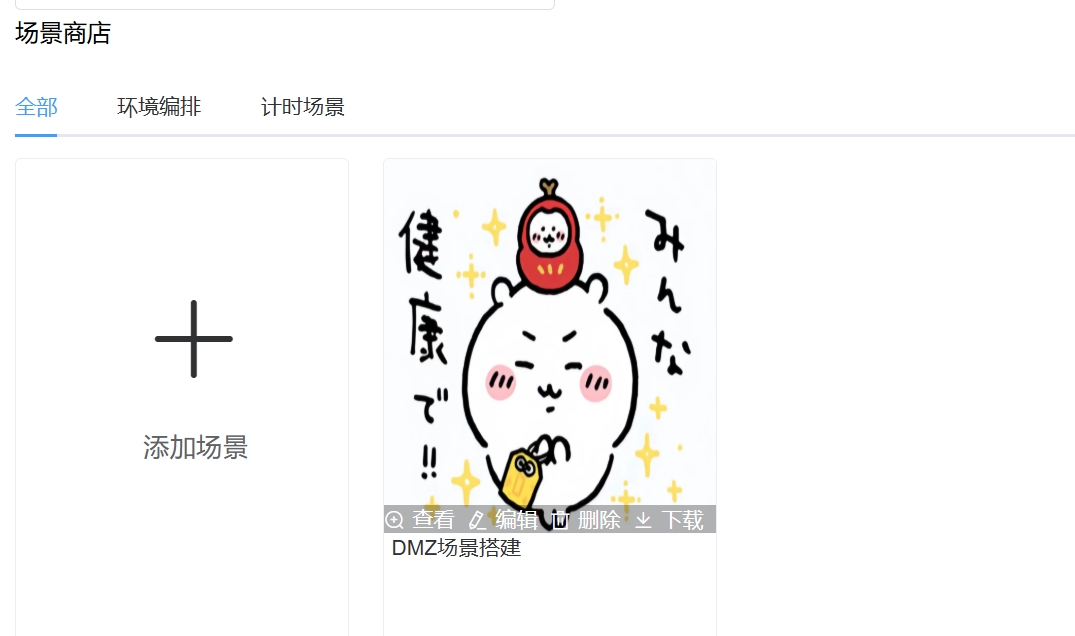 场景商店
全部 环境编排 计时场景
添加场景
みんな
健康で!!
查看 编辑 删除 下载
DMZ场景搭建